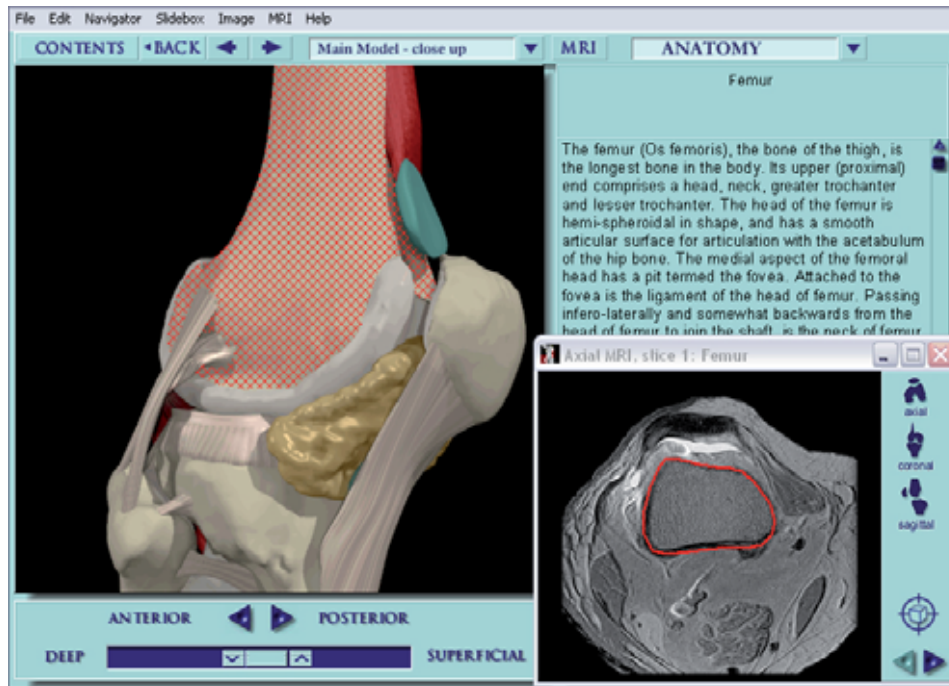 File Edit Navigator Slidebox Image MRI Help
CONTENTS BACK Main Model - close up MRI ANATOMY
Femur
The femur (Os femoris), the bone of the thigh, is
the longest bone in the body. Its upper (proximal)
end comprises a head, neck, greater trochanter
and lesser trochanter. The head of the femur is
hemi-spheroidal in shape, and has a smooth
articular surface for articulation with the acetabulum
of the hip bone. The medial aspect of the femoral
head has a pit termed the fovea. Attached to the
fovea is the ligament of the head of femur. Passing
infero-laterally and somewhat backwards from the
head of femur to join the shaft, is the neck of femur
Axial MRI, slice 1: Femur
axial
coronal
sagittal
ANTERIOR POSTERIOR
DEEP SUPERFICIAL